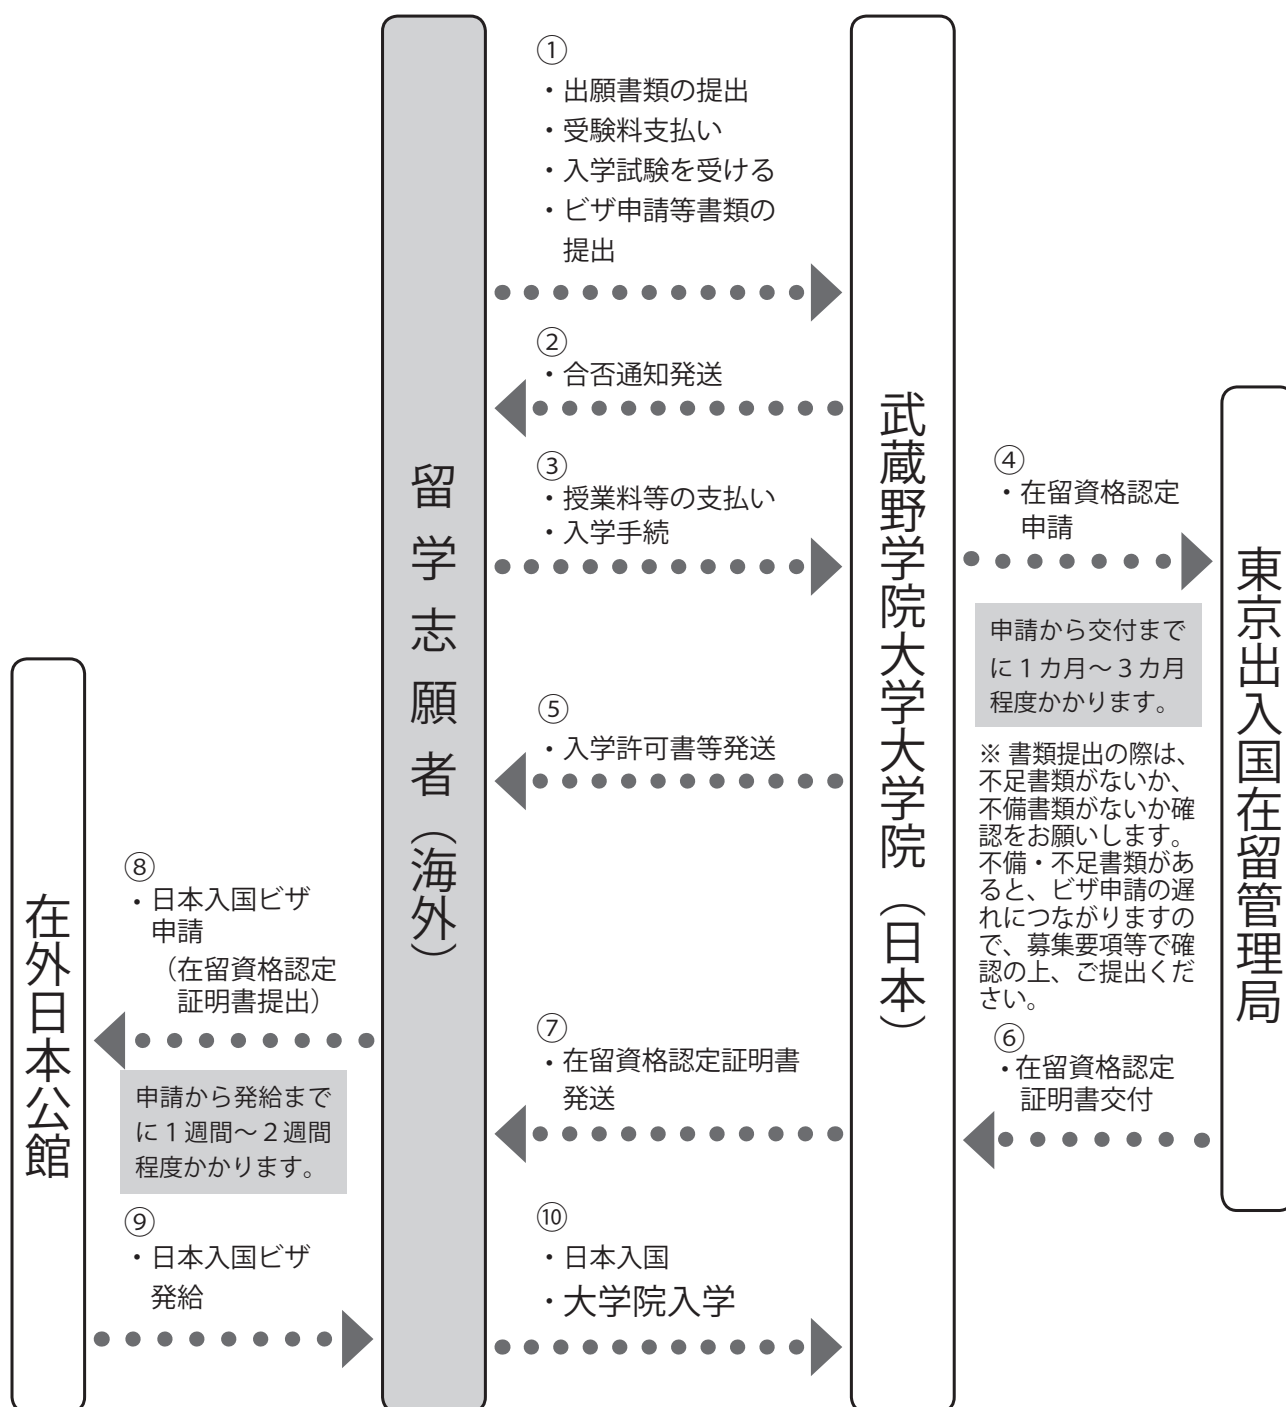 ①
・出願書類の提出
・受験料支払い
・入学試験を受ける
・ビザ申請等書類の
提出
②
・合否通知発送
③
・授業料等の支払い
・入学手続
④
・在留資格認定
申請
申請から交付まで
に1カ月～3カ月
程度かかります。
※ 書類提出の際は、
不足書類がないか、
不備書類がないか確
認をお願いします。
不備・不足書類があ
ると、ビザ申請の遅
れにつながりますの
で、募集要項等で確
認の上、ご提出くだ
さい。
⑤
・入学許可書等発送
⑥
・在留資格認定
証明書交付
⑦
・在留資格認定証明書
発送
⑧
・日本入国ビザ
申請
（在留資格認定
証明書提出）
申請から発給まで
に1週間～2週間
程度かかります。
⑨
・日本入国ビザ
発給
⑩
・日本入国
・大学院入学
在外日本公館
留学志願者（海外）
武蔵野学院大学大学院（日本）
東京出入国在留管理局